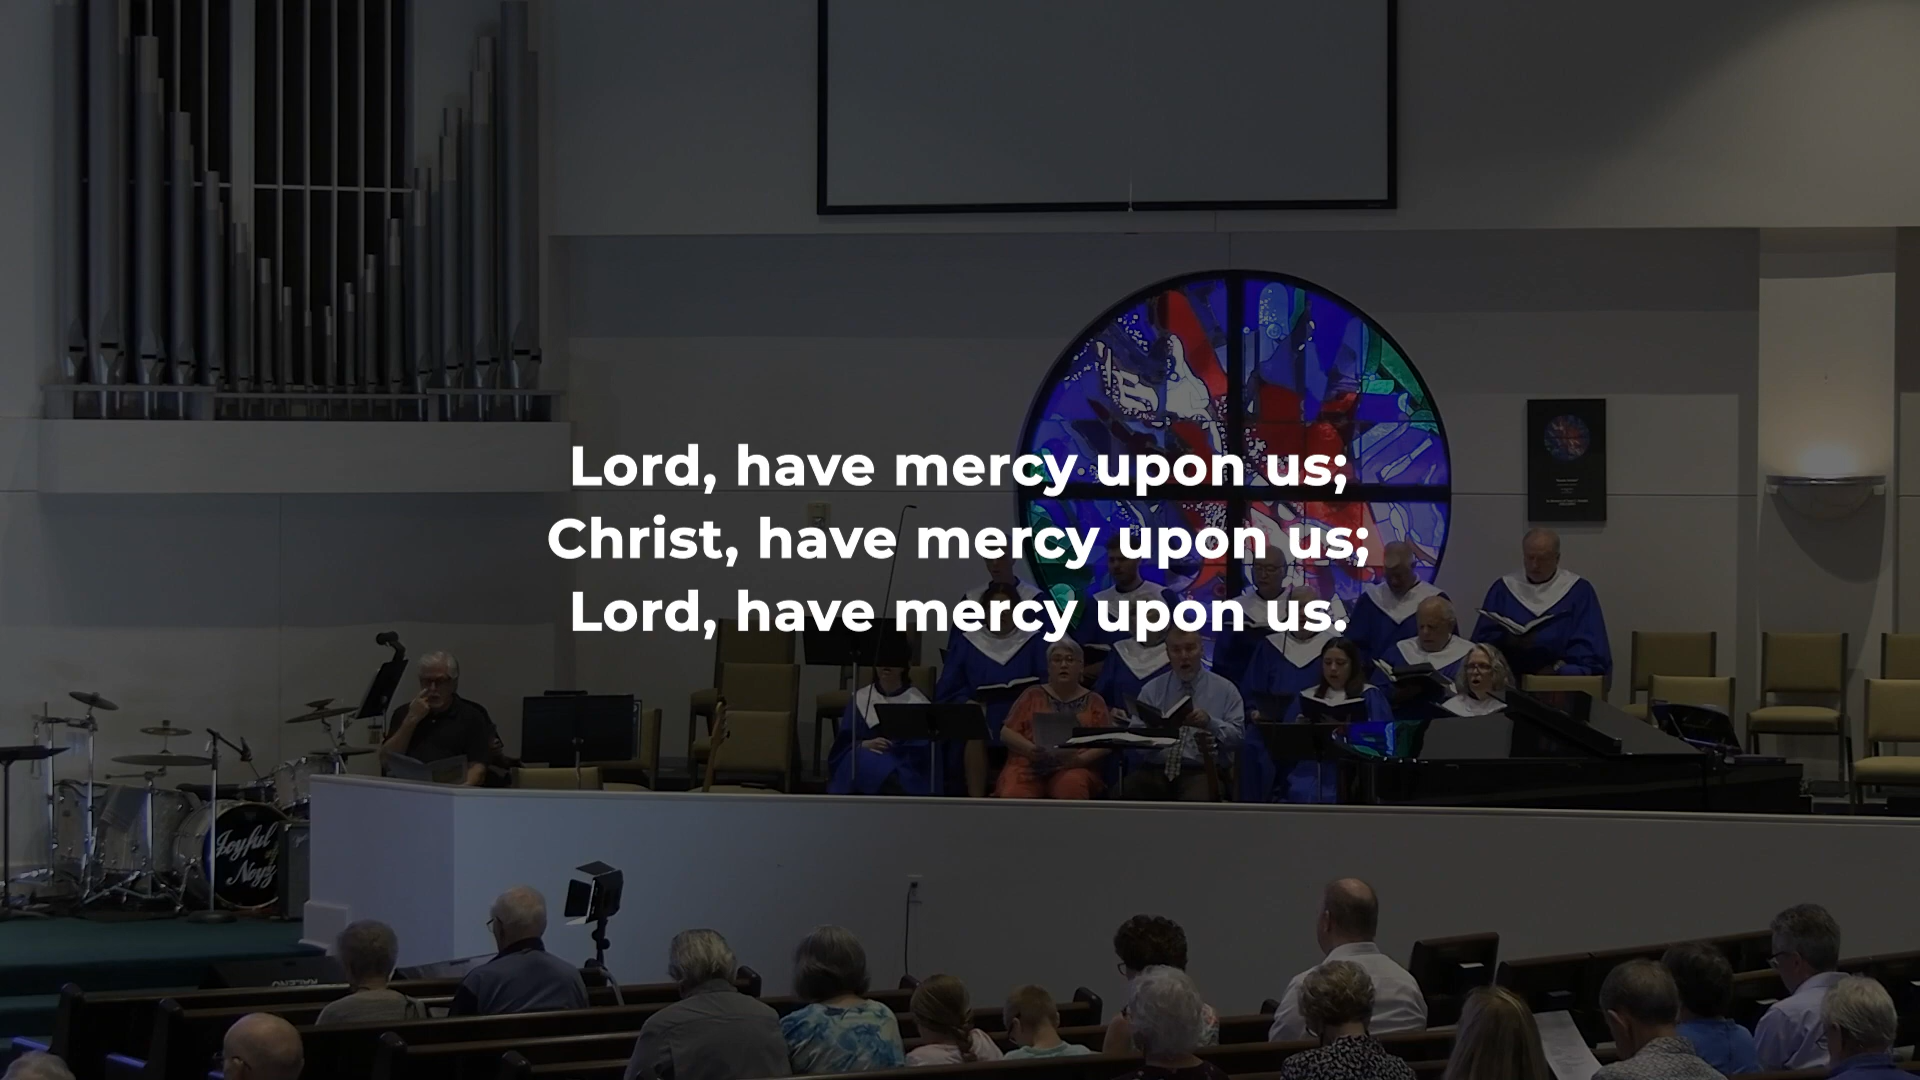 Lord, have mercy upon us;
Christ, have mercy upon us;
Lord, have mercy upon us.
Joyful
Noyz